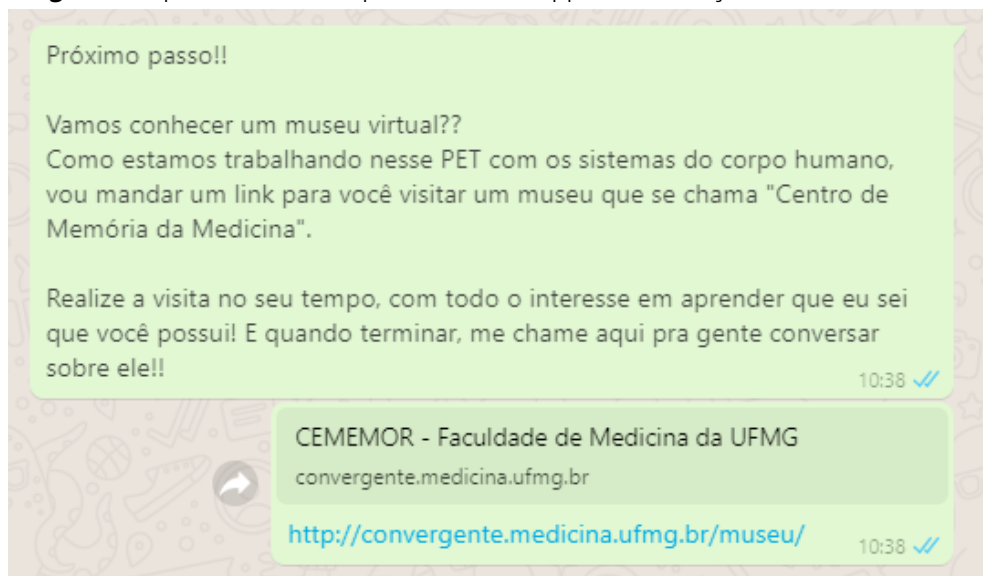 Próximo passo!!
Vamos conhecer um museu virtual??
Como estamos trabalhando nesse PET com os sistemas do corpo humano,
vou mandar um link para você visitar um museu que se chama "Centro de
Memória da Medicina".
Realize a visita no seu tempo, com todo o interesse em aprender que eu sei
que você possui! E quando terminar, me chame aqui pra gente conversar
sobre ele!!
10:38
CEMEMOR - Faculdade de Medicina da UFMG
convergente.medicina.ufmg.br
http://convergente.medicina.ufmg.br/museu/
10:38